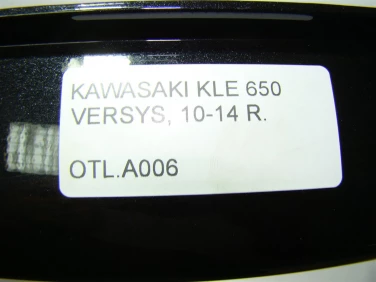 KAWASAKI KLE 650
VERSYS, 10-14 R.
OTL.A006